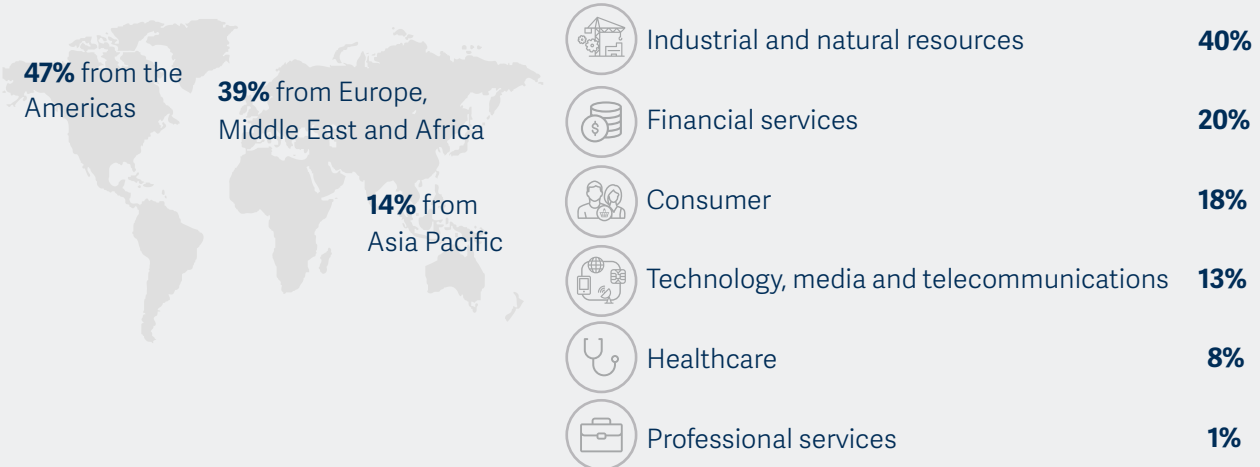 47% from the
Americas
39% from Europe,
Middle East and Africa
14% from
Asia Pacific
Industrial and natural resources 40%
Financial services 20%
Consumer 18%
Technology, media and telecommunications 13%
Healthcare 8%
Professional services 1%